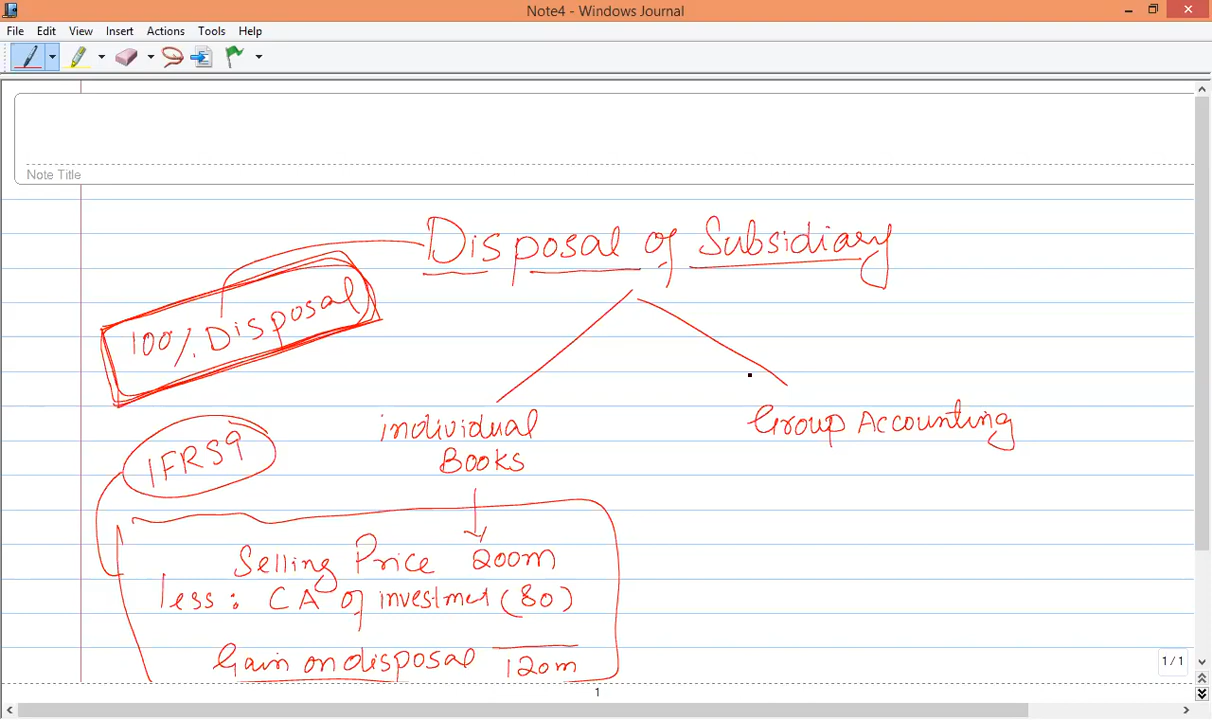 Note4 - Windows Journal
File Edit View Insert Actions Tools Help
Note Title
Disposal of Subsidiary
100% Disposal
individual
Books
Group Accounting
IFRS9
Selling Price 200m
less: CA of investmet (80)
Gain on disposal 120m
1 / 1
1